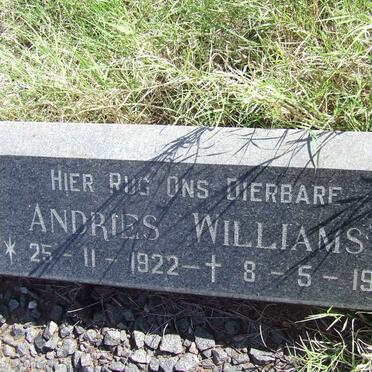 HIER RUS ONS DIERBARE
ANDRIES WILLIAMS
* 25-11-1922-† 8-5-19